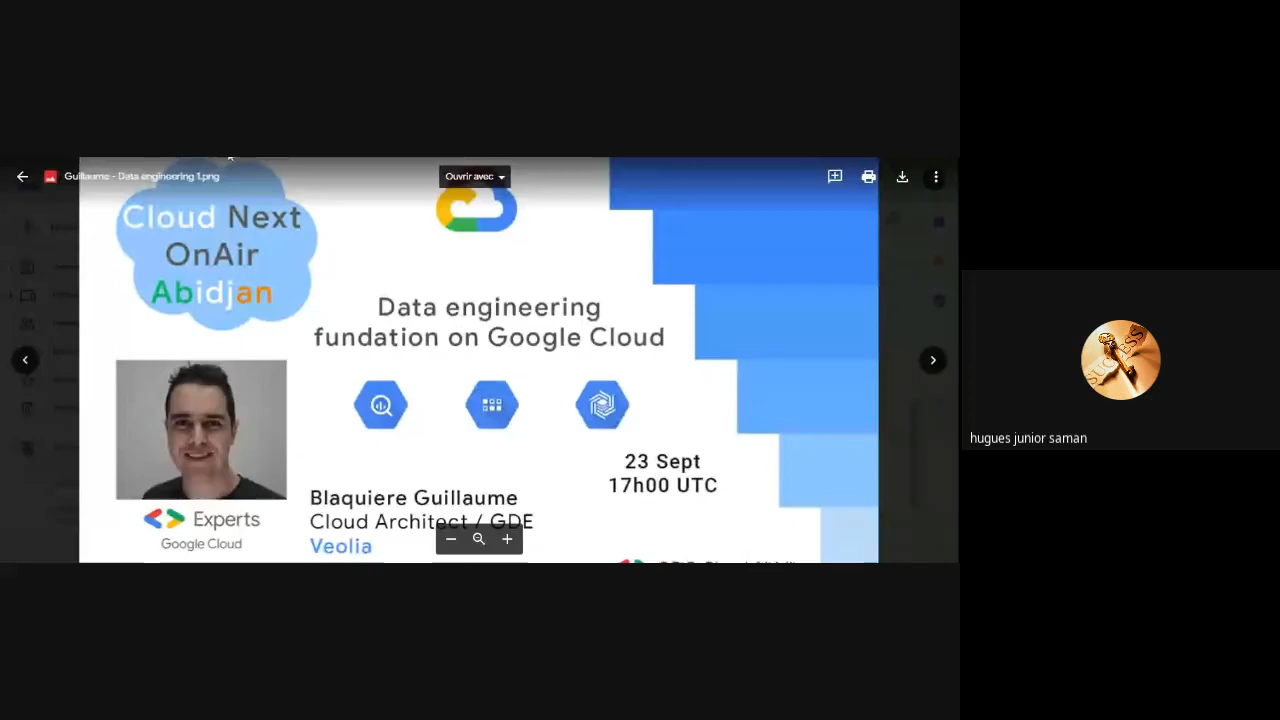 Guillaume - Data engineering 1.png
Ouvrir avec
Cloud Next
OnAir
Abidjan
Data engineering
fundation on Google Cloud
23 Sept
17h00 UTC
Blaquiere Guillaume
Cloud Architect / GDE
Veolia
Experts
Google Cloud
SUCCESS
hugues junior saman